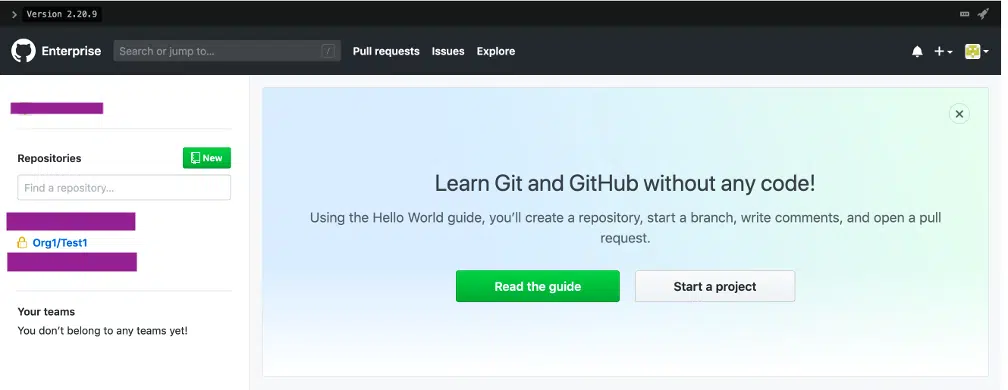 Version 2.20.9
Enterprise
Search or jump to...
/
Pull requests
Issues
Explore
Repositories
New
Find a repository...
Org1/Test1
Your teams
You don't belong to any teams yet!
Learn Git and GitHub without any code!
Using the Hello World guide, you'll create a repository, start a branch, write comments, and open a pull
request.
Read the guide
Start a project